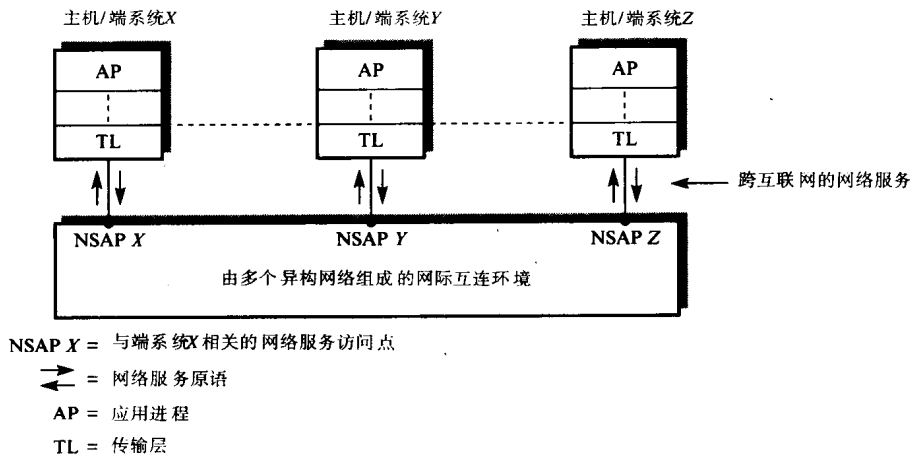 主机/端系统X 主机/端系统Y 主机/端系统Z
AP AP AP
TL TL TL
跨互联网的网络服务
NSAP X NSAP Y NSAP Z
由多个异构网络组成的网际互连环境
NSAP X = 与端系统X相关的网络服务访问点
= 网络服务原语
AP = 应用进程
TL = 传输层